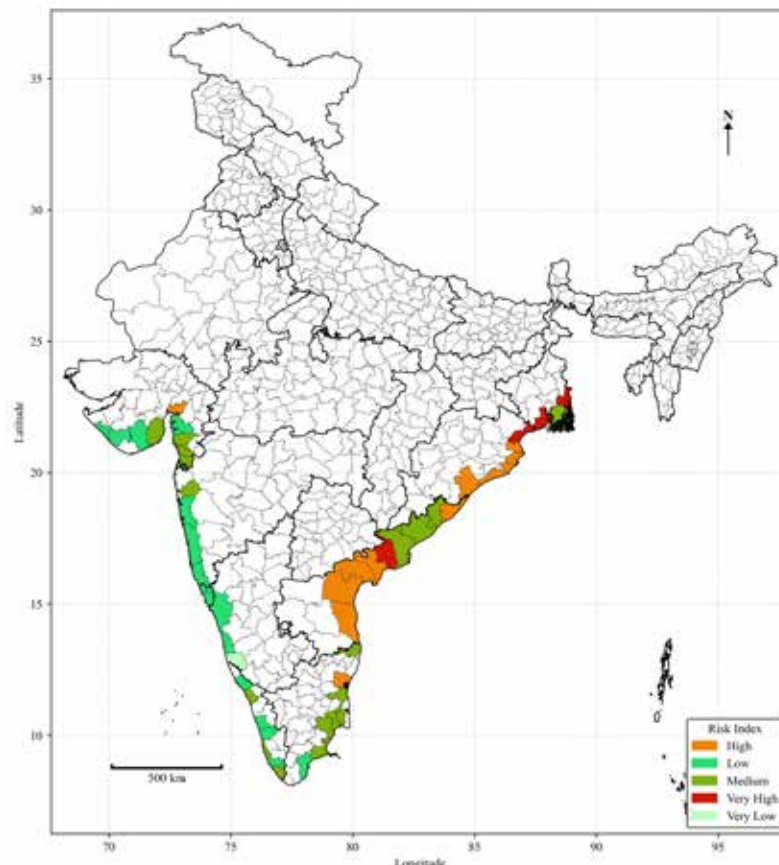 N
35
30
25
20
15
10
Latitude
500 km
Risk Index
High
Low
Medium
Very High
Very Low
70
75
80
85
90
95
Longitude